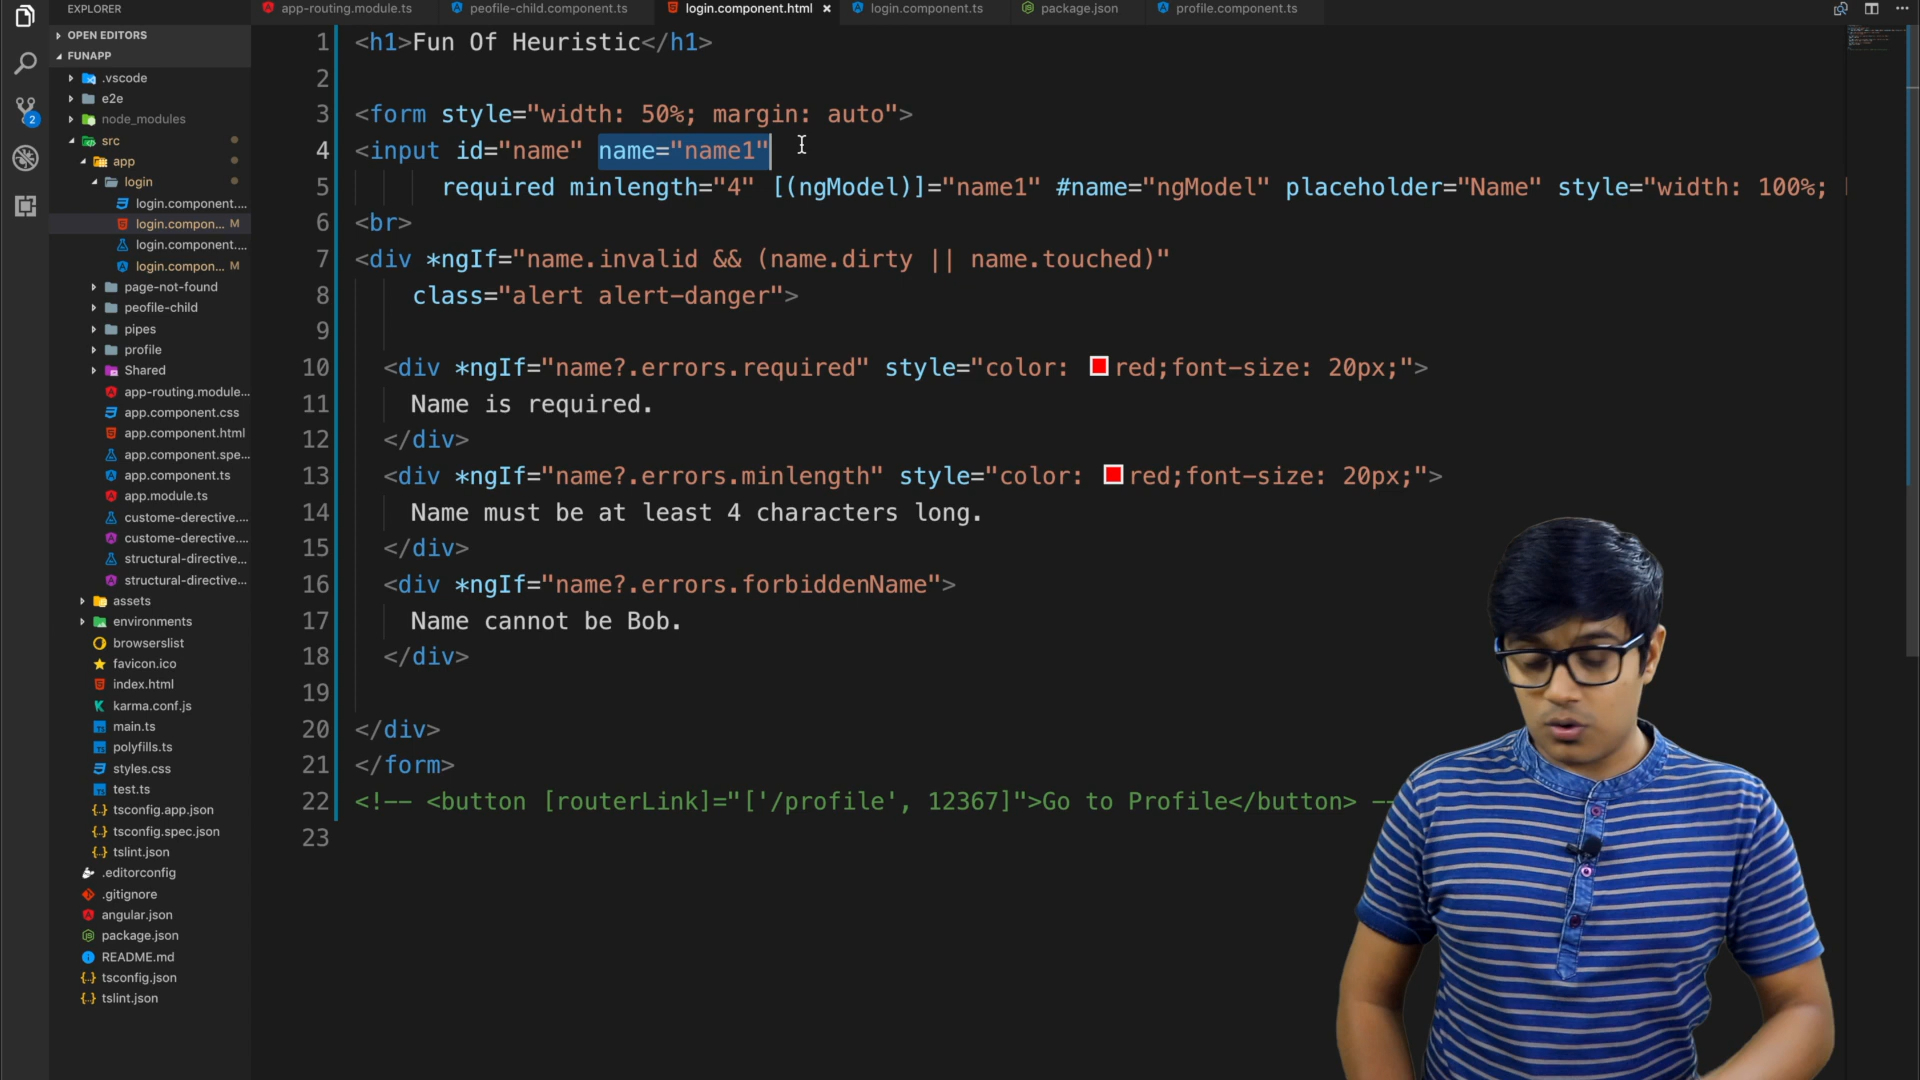 EXPLORER
OPEN EDITORS
FUNAPP
.vscode
e2e
node_modules
src
app
login
login.component....
login.compon... M
login.component....
login.compon... M
page-not-found
peofile-child
pipes
profile
Shared
app-routing.module...
app.component.css
app.component.html
app.component.spe...
app.component.ts
app.module.ts
custome-derective....
custome-derective....
structural-directive...
structural-directive...
assets
environments
browserslist
favicon.ico
index.html
karma.conf.js
main.ts
polyfills.ts
styles.css
test.ts
tsconfig.app.json
tsconfig.spec.json
tslint.json
.editorconfig
.gitignore
angular.json
package.json
README.md
tsconfig.json
tslint.json
2
app-routing.module.ts
peofile-child.component.ts
login.component.html
login.component.ts
package.json
profile.component.ts
1 <h1>Fun Of Heuristic</h1>
2
3 <form style="width: 50%; margin: auto">
4 <input id="name" name="name1"
5 required minlength="4" [(ngModel)]="name1" #name="ngModel" placeholder="Name" style="width: 100%;
6 <br>
7 <div *ngIf="name.invalid && (name.dirty || name.touched)"
8 class="alert alert-danger">
9
10 <div *ngIf="name?.errors.required" style="color: red;font-size: 20px;">
11 Name is required.
12 </div>
13 <div *ngIf="name?.errors.minlength" style="color: red;font-size: 20px;">
14 Name must be at least 4 characters long.
15 </div>
16 <div *ngIf="name?.errors.forbiddenName">
17 Name cannot be Bob.
18 </div>
19
20 </div>
21 </form>
22 <!-- <button [routerLink]="['/profile', 12367]">Go to Profile</button> --
23